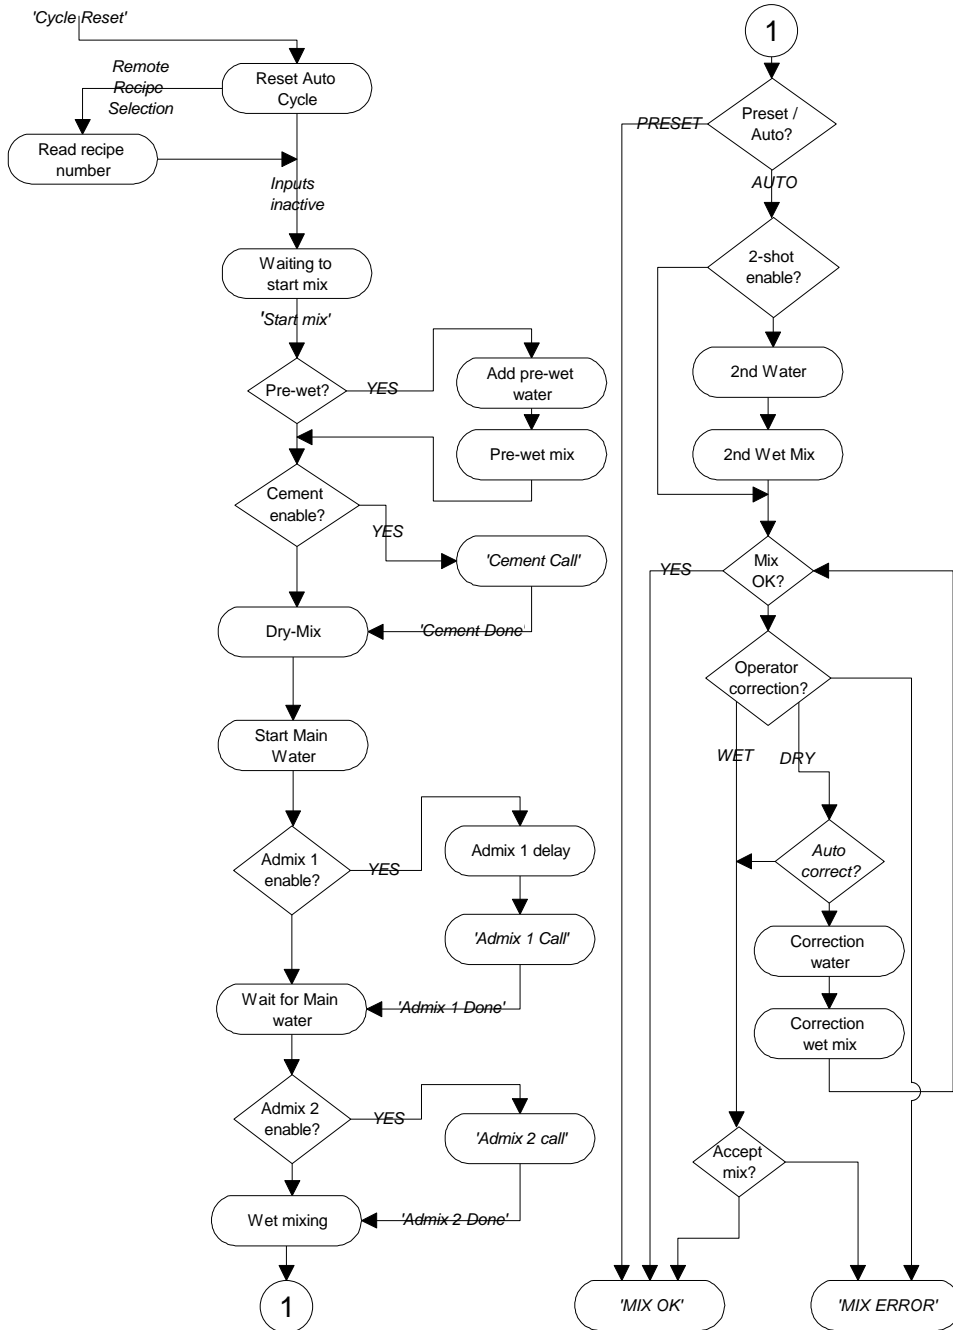 'Cycle Reset'
Remote
Recipe
Selection
Reset Auto
Cycle
Read recipe
number
Inputs
inactive
Waiting to
start mix
'Start mix'
Pre-wet?
YES
Add pre-wet
water
Pre-wet mix
Cement
enable?
YES
'Cement Call'
Dry-Mix
'Cement Done'
Start Main
Water
Admix 1
enable?
YES
Admix 1 delay
'Admix 1 Call'
Wait for Main
water
'Admix 1 Done'
Admix 2
enable?
YES
'Admix 2 call'
Wet mixing
'Admix 2 Done'
1
1
Preset /
Auto?
PRESET
AUTO
2-shot
enable?
2nd Water
2nd Wet Mix
Mix
OK?
YES
Operator
correction?
WET
DRY
Auto
correct?
Correction
water
Correction
wet mix
Accept
mix?
'MIX OK'
'MIX ERROR'